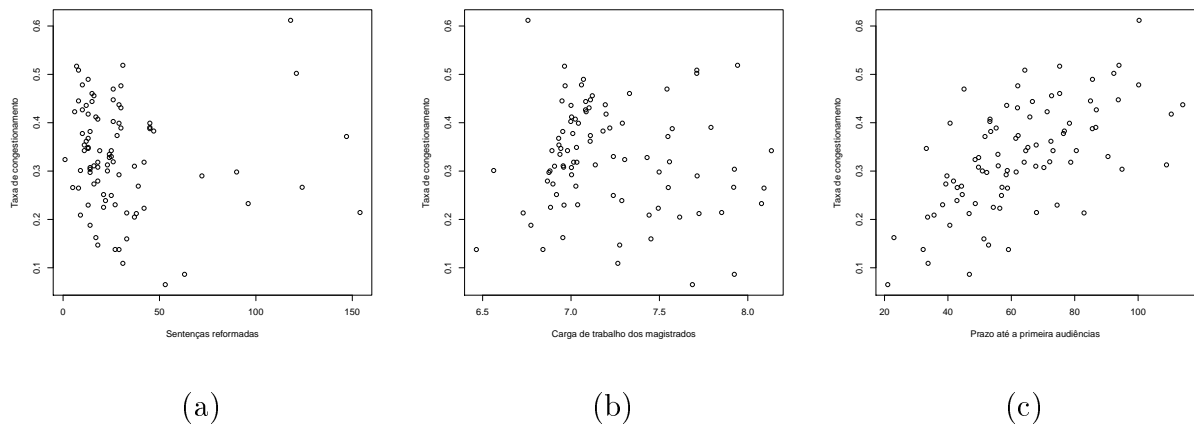 Taxa de congestionamento
0.6
0.5
0.4
0.3
0.2
0.1
0 50 100 150
Sentenças reformadas
(a)
Taxa de congestionamento
0.6
0.5
0.4
0.3
0.2
0.1
6.5 7.0 7.5 8.0
Carga de trabalho dos magistrados
(b)
Taxa de congestionamento
0.6
0.5
0.4
0.3
0.2
0.1
20 40 60 80 100
Prazo até a primeira audiências
(c)